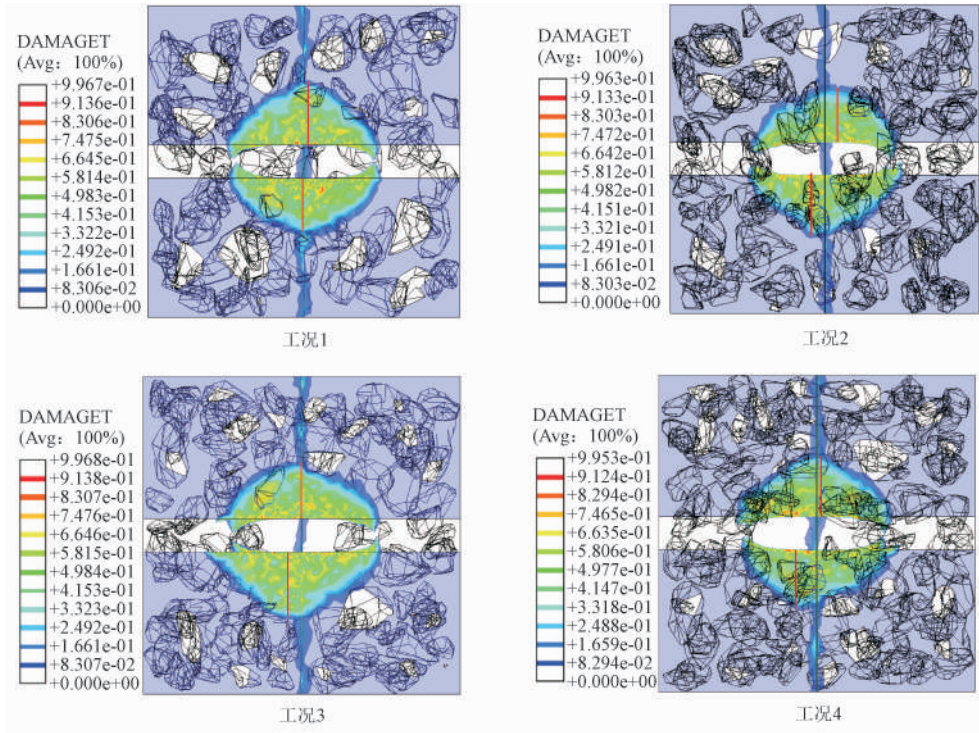 DAMAGET
(Avg: 100%)
+9.967e-01
+9.136e-01
+8.306e-01
+7.475e-01
+6.645e-01
+5.814e-01
+4.983e-01
+4.153e-01
+3.322e-01
+2.492e-01
+1.661e-01
+8.306e-02
+0.000e+00
工况1
DAMAGET
(Avg: 100%)
+9.963e-01
+9.133e-01
+8.303e-01
+7.472e-01
+6.642e-01
+5.812e-01
+4.982e-01
+4.151e-01
+3.321e-01
+2.491e-01
+1.661e-01
+8.303e-02
+0.000e+00
工况2
DAMAGET
(Avg: 100%)
+9.968e-01
+9.138e-01
+8.307e-01
+7.476e-01
+6.646e-01
+5.815e-01
+4.984e-01
+4.153e-01
+3.323e-01
+2.492e-01
+1.661e-01
+8.307e-02
+0.000e+00
工况3
DAMAGET
(Avg: 100%)
+9.953e-01
+9.124e-01
+8.294e-01
+7.465e-01
+6.635e-01
+5.806e-01
+4.977e-01
+4.147e-01
+3.318e-01
+2.488e-01
+1.659e-01
+8.294e-02
+0.000e+00
工况4